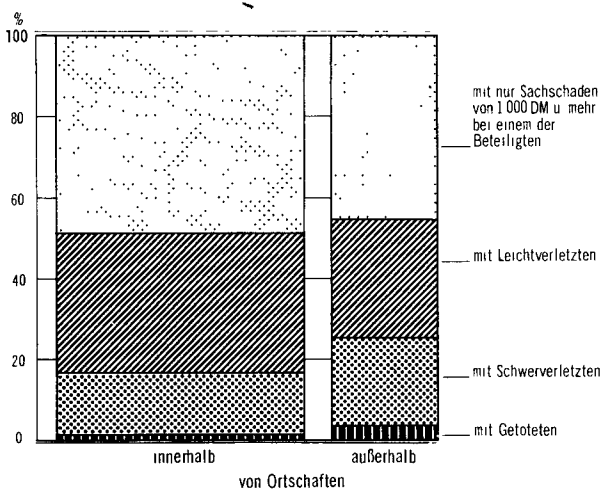 %
100
80
60
40
20
0
mit nur Sachschaden
von 1 000 DM u mehr
bei einem der
Beteiligten
mit Leichtverletzten
mit Schwerverletzten
mit Getoteten
innerhalb
außerhalb
von Ortschaften